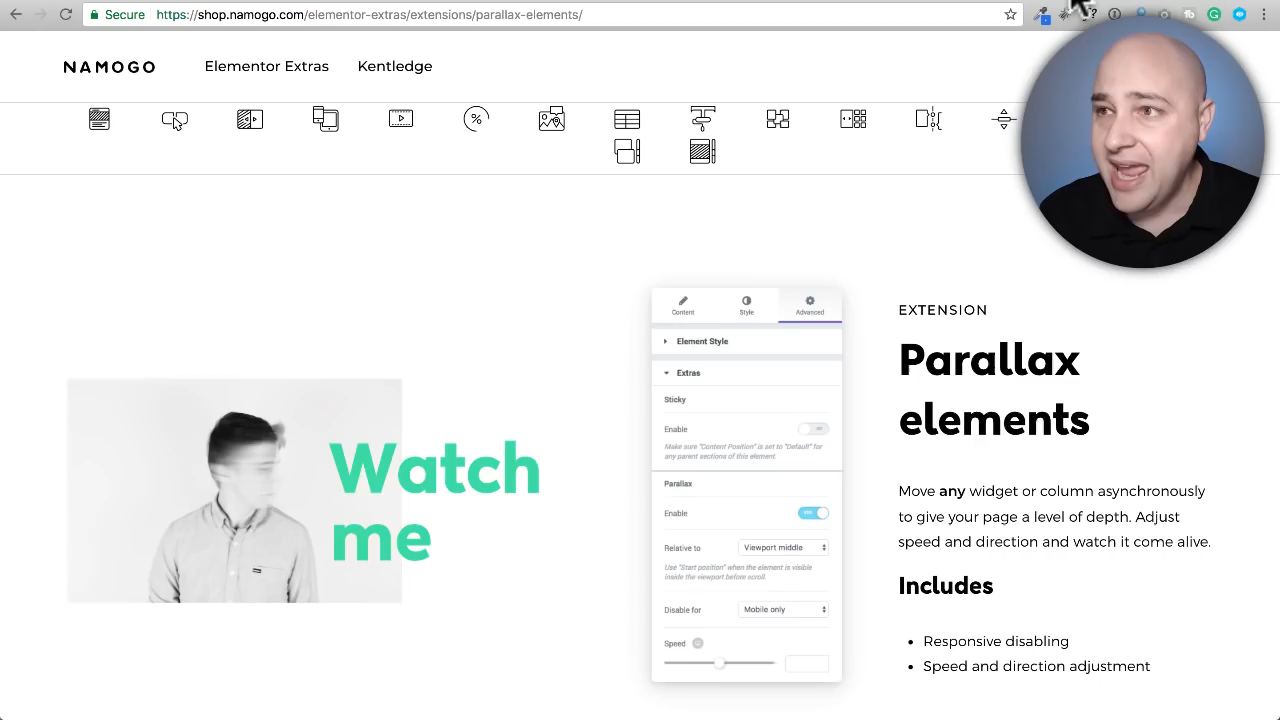 Secure
https://shop.namogo.com/elementor-extras/extensions/parallax-elements/
NAMOGO
Elementor Extras
Kentledge
%
Watch
me
Content
Style
Advanced
Element Style
Extras
Sticky
Enable
Make sure "Content Position" is set to "Default" for
any parent sections of this element.
Parallax
Enable
YES
Relative to
Viewport middle
Use "Start position" when the element is visible
inside the viewport before scroll.
Disable for
Mobile only
Speed
EXTENSION
Parallax
elements
Move any widget or column asynchronously
to give your page a level of depth. Adjust
speed and direction and watch it come alive.
Includes
• Responsive disabling
• Speed and direction adjustment